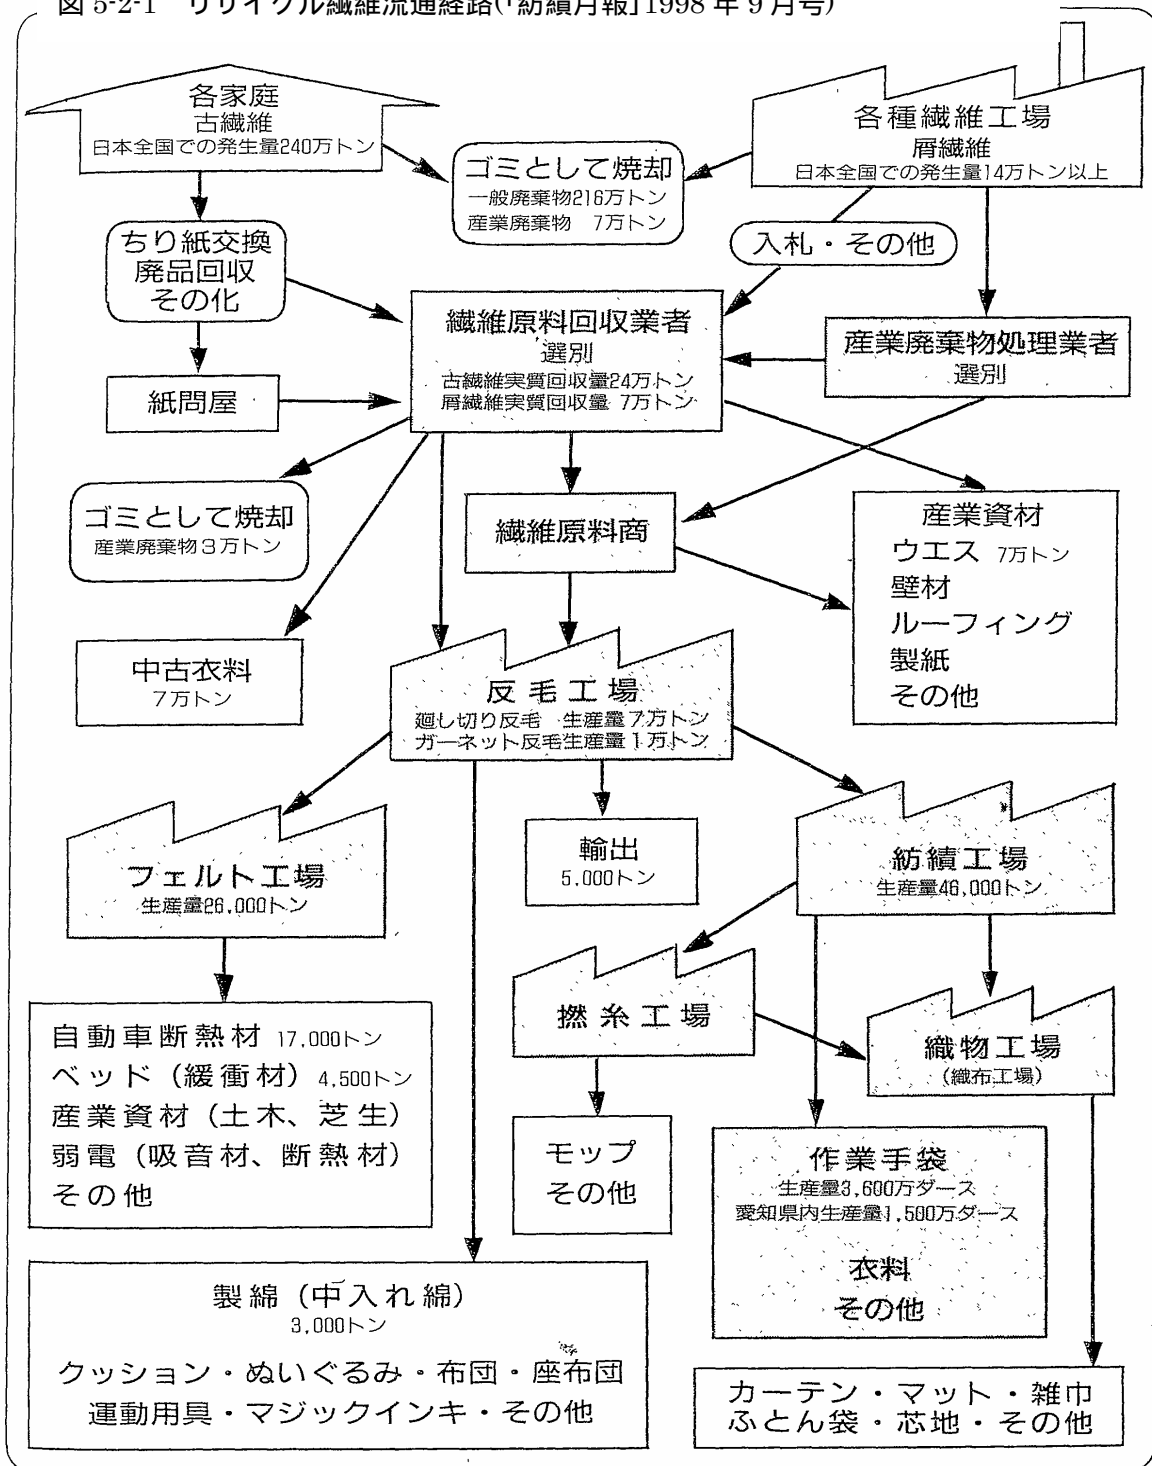 図 5-2-1 リサイクル繊維流通経路(｢紡績月報｣1998 年 9 月号)
各家庭
古繊維
日本全国での発生量240万トン
各種繊維工場
屑繊維
日本全国での発生量14万トン以上
ゴミとして焼却
一般廃棄物216万トン
産業廃棄物 7万トン
ちり紙交換
廃品回収
その化
入札・その他
繊維原料回収業者
選別
古繊維実質回収量24万トン
屑繊維実質回収量 7万トン
産業廃棄物処理業者
選別
紙問屋
ゴミとして焼却
産業廃棄物3万トン
繊維原料商
産業資材
ウエス 7万トン
壁材
ルーフィング
製紙
その他
中古衣料
7万トン
反毛工場
廻し切り反毛 生産量7万トン
ガーネット反毛生産量1万トン
フェルト工場
生産量26,000トン
輸出
5,000トン
紡績工場
生産量46,000トン
撚糸工場
織物工場
(織布工場)
自動車断熱材 17,000トン
ベッド（緩衝材）4,500トン
産業資材（土木、芝生）
弱電（吸音材、断熱材）
その他
モップ
その他
作業手袋
生産量3,600万ダース
愛知県内生産量1,500万ダース
衣料
その他
製綿（中入れ綿）
3,000トン
クッション・ぬいぐるみ・布団・座布団
運動用具・マジックインキ・その他
カーテン・マット・雑巾
ふとん袋・芯地・その他